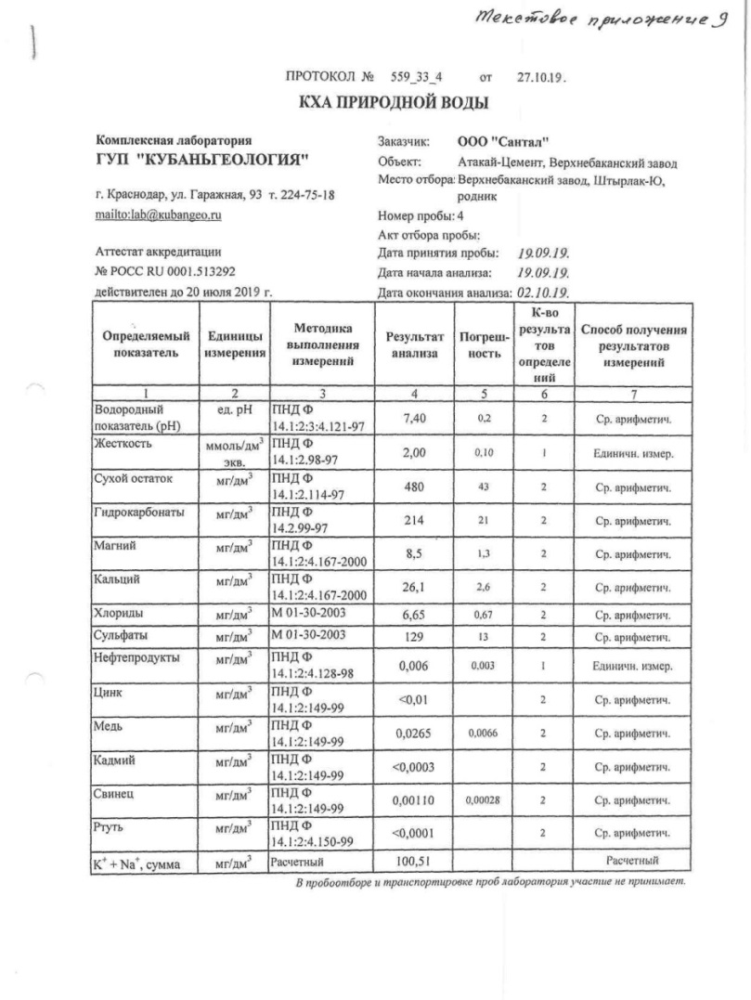 Текстовое приложение 9
ПРОТОКОЛ № 559_33_4 от 27.10.19.
КХА ПРИРОДНОЙ ВОДЫ
Комплексная лаборатория
ГУП "КУБАНЬГЕОЛОГИЯ"
г. Краснодар, ул. Гаражная, 93 т. 224-75-18
mailto:lab@кubangeo.ru
Аттестат аккредитации
№ РОСС RU 0001.513292
действителен до 20 июля 2019 г.
Заказчик: ООО "Сантал"
Объект: Атакай-Цемент, Верхнебаканский завод
Место отбора: Верхнебаканский завод, Штырлак-Ю,
родник
Номер пробы: 4
Акт отбора пробы:
Дата принятия пробы: 19.09.19.
Дата начала анализа: 19.09.19.
Дата окончания анализа: 02.10.19.
Определяемый показатель Единицы измерения Методика выполнения измерений Результат анализа Погреш-ность К-во результа тов определе ний Способ получения результатов измерений
1 2 3 4 5 6 7
Водородный показатель (рН) ед. рН ПНД Ф 14.1:2:3:4.121-97 7,40 0,2 2 Ср. арифметич.
Жесткость ммоль/дм³ экв. ПНД Ф 14.1:2.98-97 2,00 0,10 1 Единичн. измер.
Сухой остаток мг/дм³ ПНД Ф 14.1:2.114-97 480 43 2 Ср. арифметич.
Гидрокарбонаты мг/дм³ ПНД Ф 14.2.99-97 214 21 2 Ср. арифметич.
Магний мг/дм³ ПНД Ф 14.1:2:4.167-2000 8,5 1,3 2 Ср. арифметич.
Кальций мг/дм³ ПНД Ф 14.1:2:4.167-2000 26,1 2,6 2 Ср. арифметич.
Хлориды мг/дм³ М 01-30-2003 6,65 0,67 2 Ср. арифметич.
Сульфаты мг/дм³ М 01-30-2003 129 13 2 Ср. арифметич.
Нефтепродукты мг/дм³ ПНД Ф 14.1:2:4.128-98 0,006 0,003 1 Единичн. измер.
Цинк мг/дм³ ПНД Ф 14.1:2:149-99 <0,01 2 Ср. арифметич.
Медь мг/дм³ ПНД Ф 14.1:2:149-99 0,0265 0,0066 2 Ср. арифметич.
Кадмий мг/дм³ ПНД Ф 14.1:2:149-99 <0,0003 2 Ср. арифметич.
Свинец мг/дм³ ПНД Ф 14.1:2:149-99 0,00110 0,00028 2 Ср. арифметич.
Ртуть мг/дм³ ПНД Ф 14.1:2:4.150-99 <0,0001 2 Ср. арифметич.
K⁺ + Na⁺, сумма мг/дм³ Расчетный 100,51 Расчетный
В пробоотборе и транспортировке проб лаборатория участие не принимает.